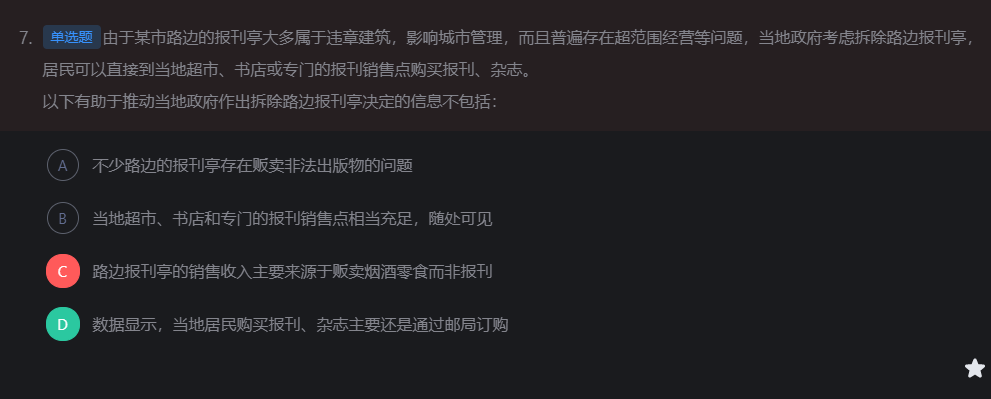 7. 单选题 由于某市路边的报刊亭大多属于违章建筑，影响城市管理，而且普遍存在超范围经营等问题，当地政府考虑拆除路边报刊亭，
居民可以直接到当地超市、书店或专门的报刊销售点购买报刊、杂志。
以下有助于推动当地政府作出拆除路边报刊亭决定的信息不包括：
A 不少路边的报刊亭存在贩卖非法出版物的问题
B 当地超市、书店和专门的报刊销售点相当充足，随处可见
C 路边报刊亭的销售收入主要来源于贩卖烟酒零食而非报刊
D 数据显示，当地居民购买报刊、杂志主要还是通过邮局订购